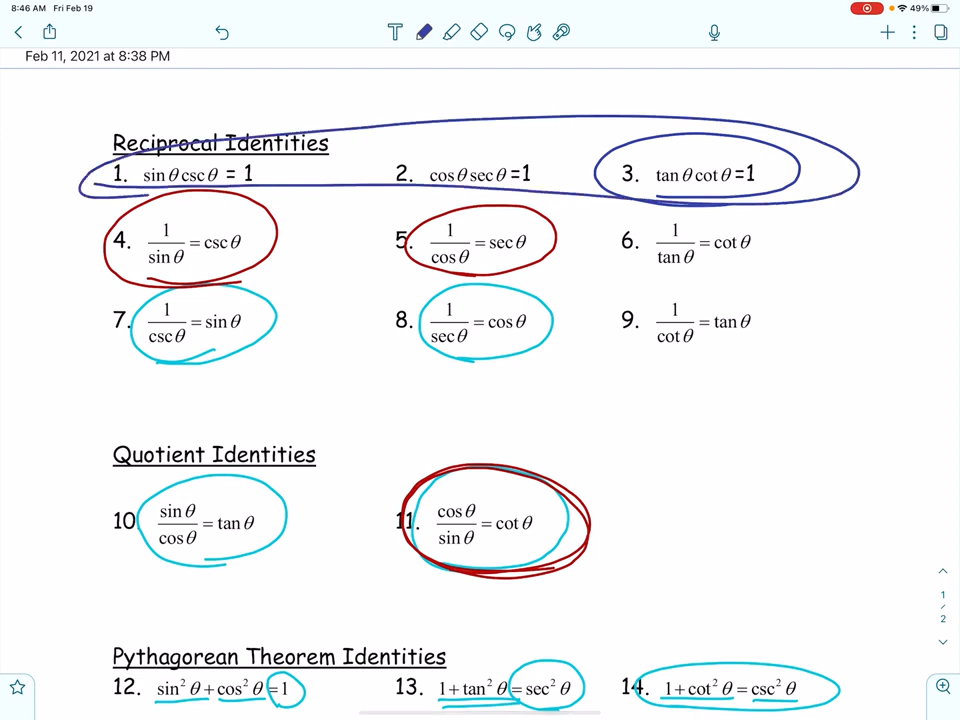 8:46 AM Fri Feb 19 49%
Feb 11, 2021 at 8:38 PM
Reciprocal Identities
1. sin θ csc θ = 1 2. cos θ sec θ =1 3. tan θ cot θ =1
4. 1/sin θ = csc θ 5. 1/cos θ = sec θ 6. 1/tan θ = cot θ
7. 1/csc θ = sin θ 8. 1/sec θ = cos θ 9. 1/cot θ = tan θ
Quotient Identities
10. sin θ/cos θ = tan θ 11. cos θ/sin θ = cot θ
1
/
2
Pythagorean Theorem Identities
12. sin² θ + cos² θ = 1 13. 1 + tan² θ = sec² θ 14. 1 + cot² θ = csc² θ